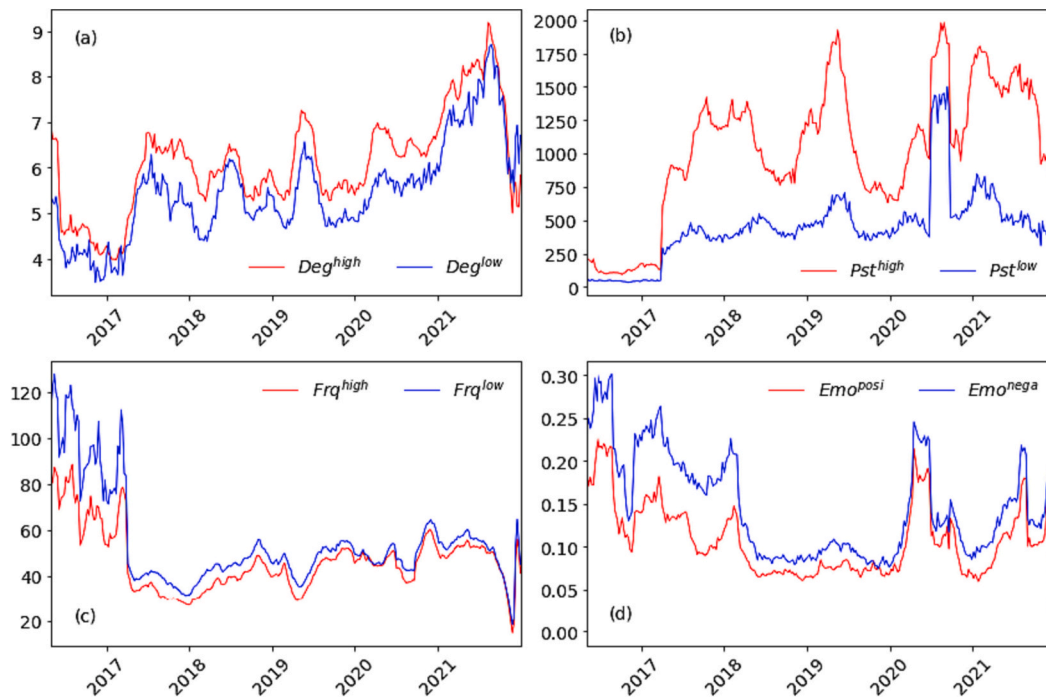 (a)
9
8
7
6
5
4
Deg^high Deg^low
2017 2018 2019 2020 2021
(b)
2000
1750
1500
1250
1000
750
500
250
0
Pst^high Pst^low
2017 2018 2019 2020 2021
Frq^high Frq^low
120
100
80
60
40
20
(c)
2017 2018 2019 2020 2021
Emo^posi Emo^nega
0.30
0.25
0.20
0.15
0.10
0.05
0.00
(d)
2017 2018 2019 2020 2021